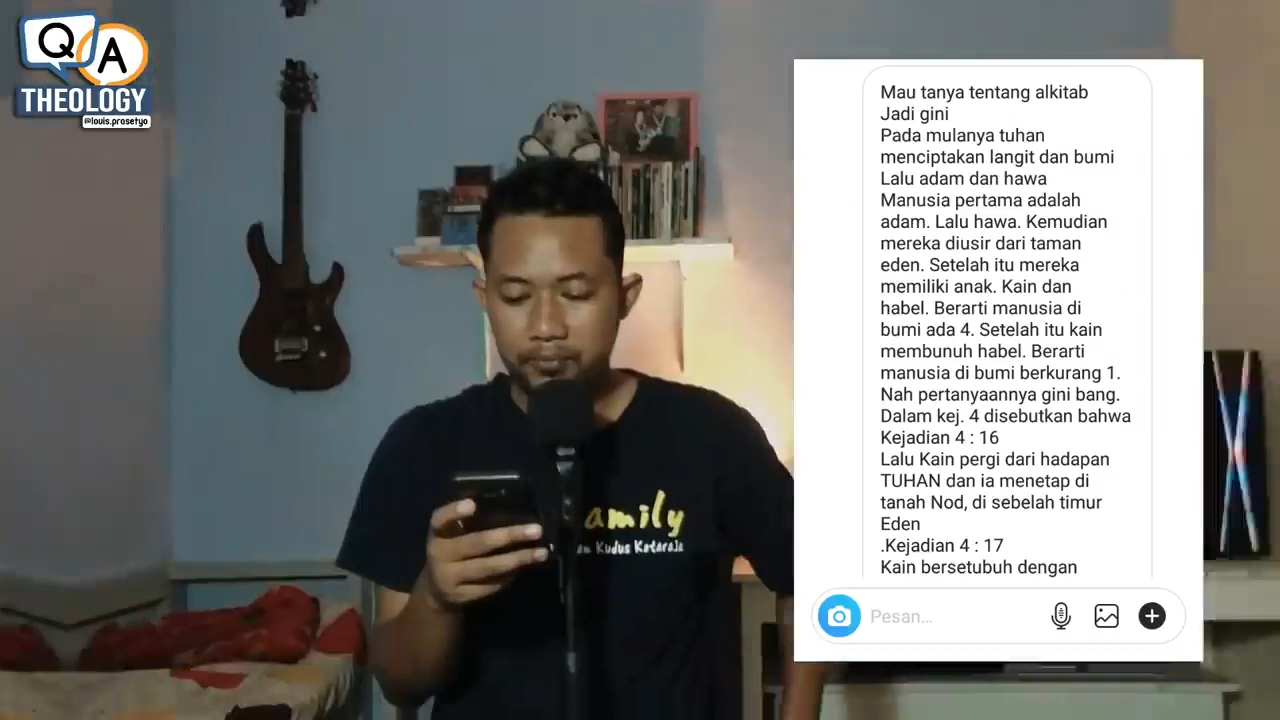 Q A
THEOLOGY
@louis.prasetyo
Mau tanya tentang alkitab
Jadi gini
Pada mulanya tuhan
menciptakan langit dan bumi
Lalu adam dan hawa
Manusia pertama adalah
adam. Lalu hawa. Kemudian
mereka diusir dari taman
eden. Setelah itu mereka
memiliki anak. Kain dan
habel. Berarti manusia di
bumi ada 4. Setelah itu kain
membunuh habel. Berarti
manusia di bumi berkurang 1.
Nah pertanyaannya gini bang.
Dalam kej. 4 disebutkan bahwa
Kejadian 4 : 16
Lalu Kain pergi dari hadapan
TUHAN dan ia menetap di
tanah Nod, di sebelah timur
Eden
.Kejadian 4 : 17
Kain bersetubuh dengan
Pesan...
amily
Kudus Kotaraja